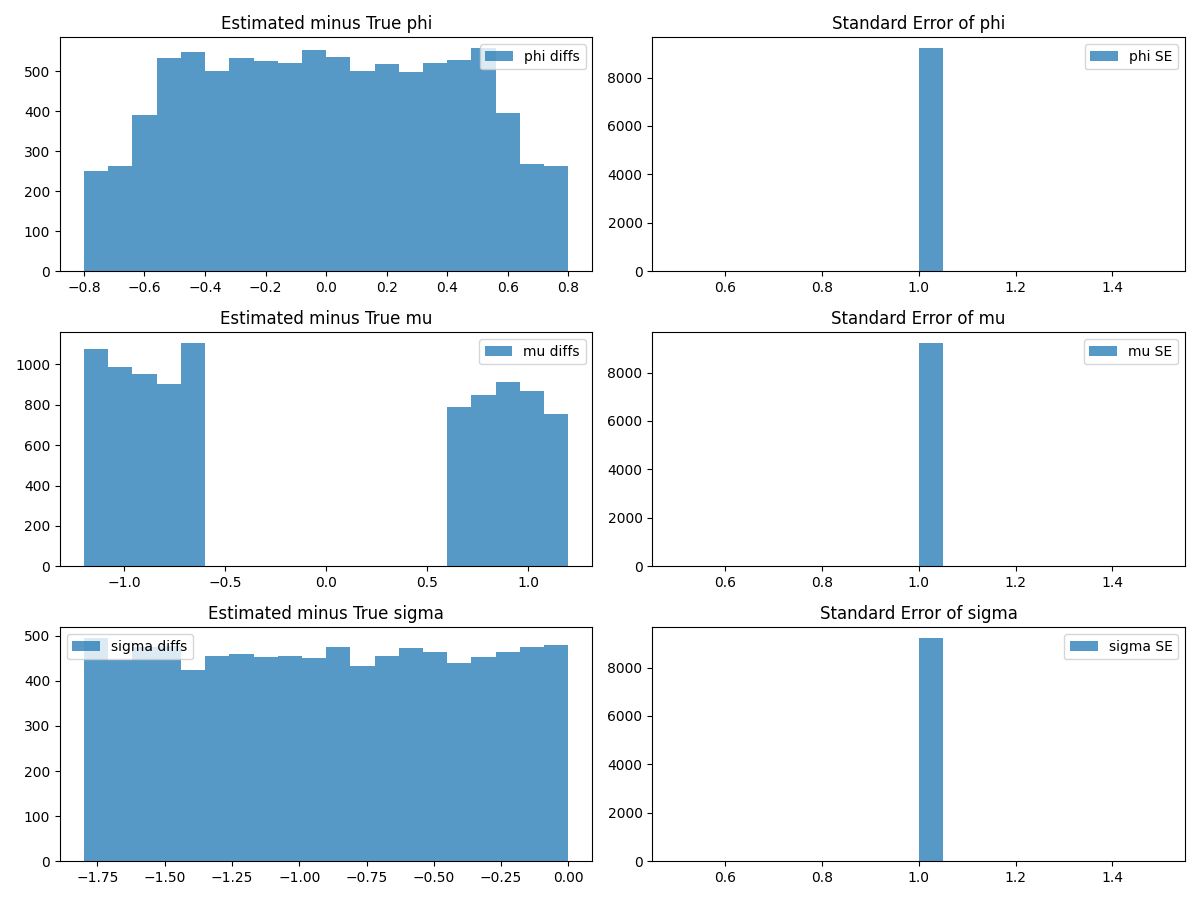 Estimated minus True phi
phi diffs
500
400
300
200
100
0
−0.8 −0.6 −0.4 −0.2 0.0 0.2 0.4 0.6 0.8
Standard Error of phi
phi SE
8000
6000
4000
2000
0
0.6 0.8 1.0 1.2 1.4
Estimated minus True mu
mu diffs
1000
800
600
400
200
0
−1.0 −0.5 0.0 0.5 1.0
Standard Error of mu
mu SE
8000
6000
4000
2000
0
0.6 0.8 1.0 1.2 1.4
Estimated minus True sigma
sigma diffs
500
400
300
200
100
0
−1.75 −1.50 −1.25 −1.00 −0.75 −0.50 −0.25 0.00
Standard Error of sigma
sigma SE
8000
6000
4000
2000
0
0.6 0.8 1.0 1.2 1.4